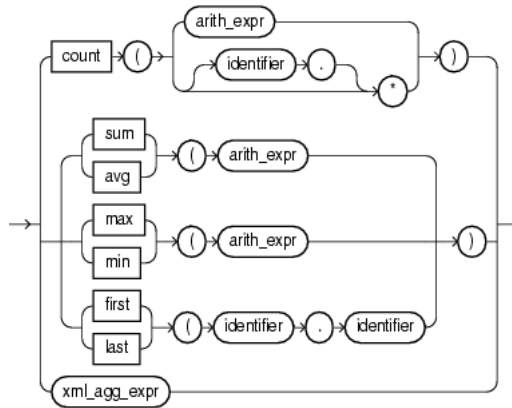 arith_expr
count ( identifier . * )
sum
avg
( arith_expr
max
min
( arith_expr )
first
last
( identifier . identifier
xml_agg_expr